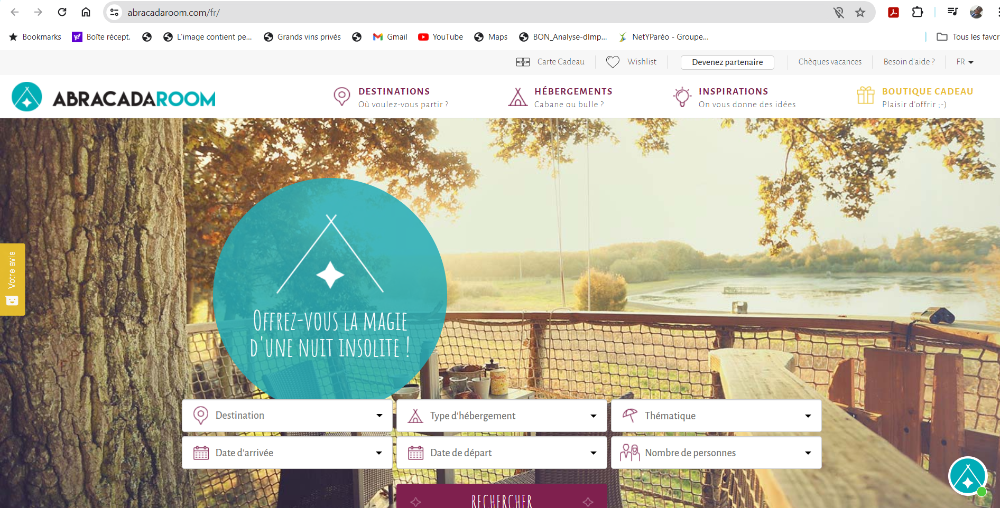 abracadaroom.com/fr/
Bookmarks
Boîte récept.
L'image contient pe...
Grands vins privés
Gmail
YouTube
Maps
BON_Analyse-dImp...
NetYParéo - Groupe...
Tous les favor
Carte Cadeau
Wishlist
Devenez partenaire
Chèques vacances
Besoin d'aide ?
FR
ABRACADAROOM
DESTINATIONS
Où voulez-vous partir ?
HÉBERGEMENTS
Cabane ou bulle ?
INSPIRATIONS
On vous donne des idées
BOUTIQUE CADEAU
Plaisir d'offrir ;-)
Votre avis
OFFREZ-VOUS LA MAGIE
D'UNE NUIT INSOLITE !
Destination
Type d'hébergement
Thématique
Date d'arrivée
Date de départ
Nombre de personnes
RECHERCHER